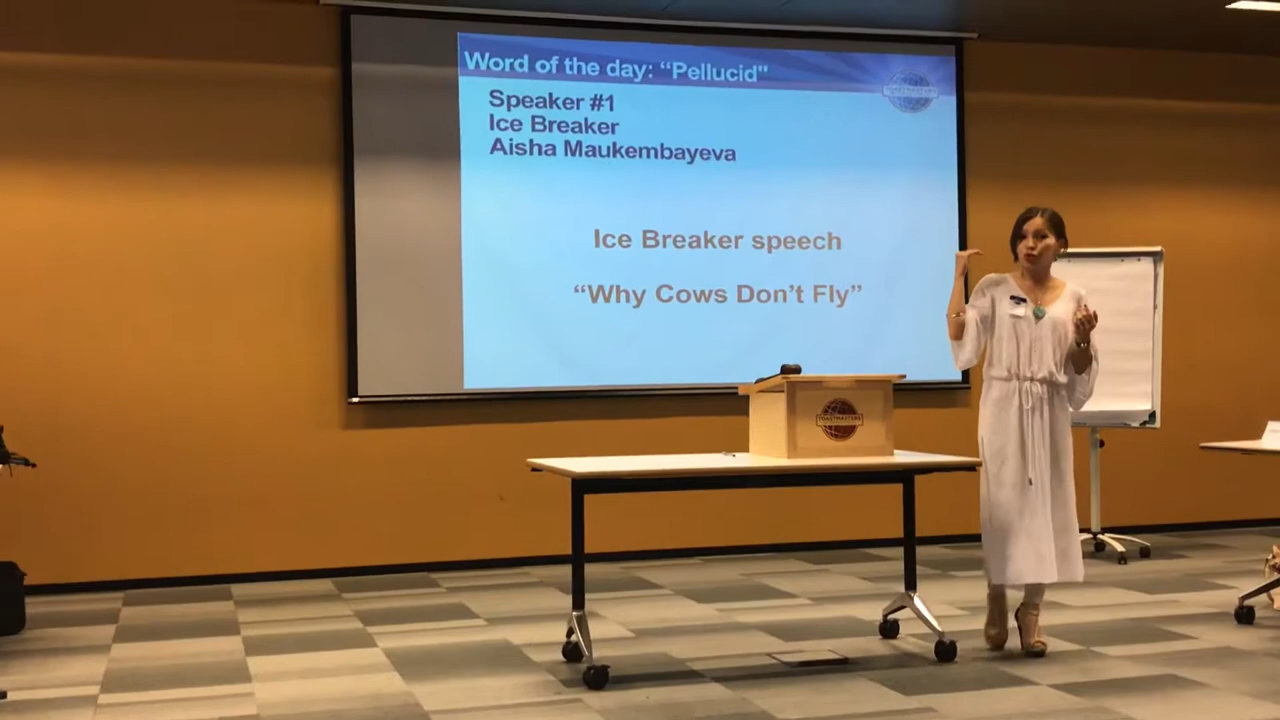 Word of the day: “Pellucid"
TOASTMASTERS
Speaker #1
Ice Breaker
Aisha Maukembayeva
Ice Breaker speech
“Why Cows Don’t Fly”
TOASTMASTERS